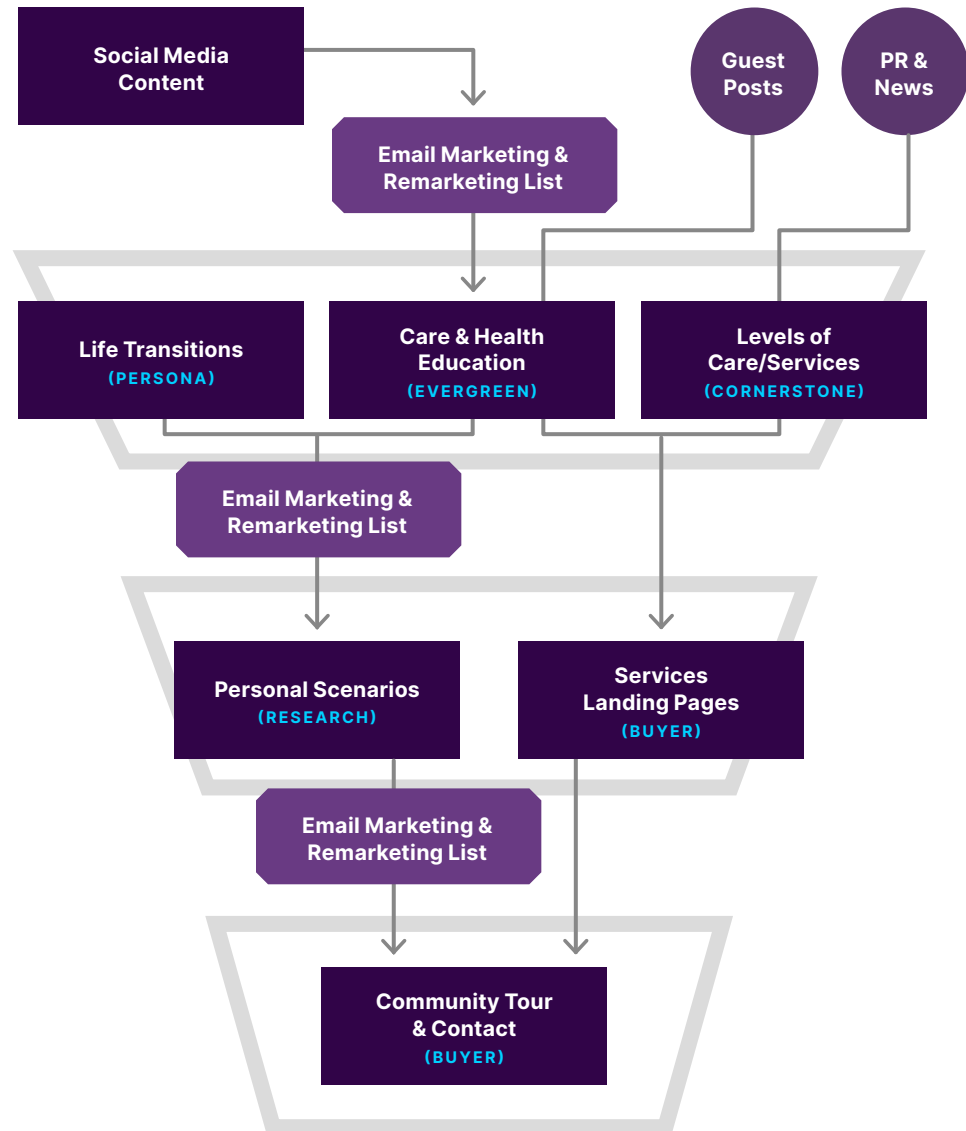 Social Media
Content
Guest
Posts
PR &
News
Email Marketing &
Remarketing List
Life Transitions
(PERSONA)
Care & Health
Education
(EVERGREEN)
Levels of
Care/Services
(CORNERSTONE)
Email Marketing &
Remarketing List
Personal Scenarios
(RESEARCH)
Services
Landing Pages
(BUYER)
Email Marketing &
Remarketing List
Community Tour
& Contact
(BUYER)